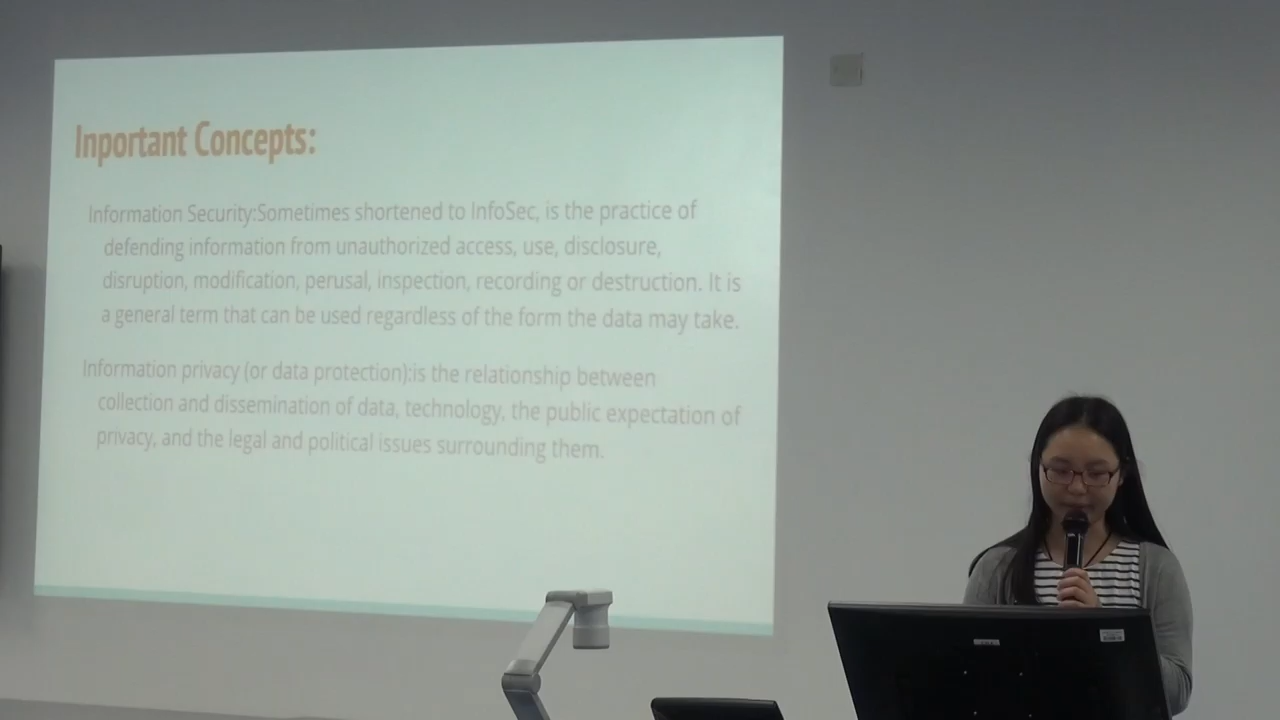 Inportant Concepts:
Information Security:Sometimes shortened to InfoSec, is the practice of
defending information from unauthorized access, use, disclosure,
disruption, modification, perusal, inspection, recording or destruction. It is
a general term that can be used regardless of the form the data may take.
Information privacy (or data protection):is the relationship between
collection and dissemination of data, technology, the public expectation of
privacy, and the legal and political issues surrounding them.